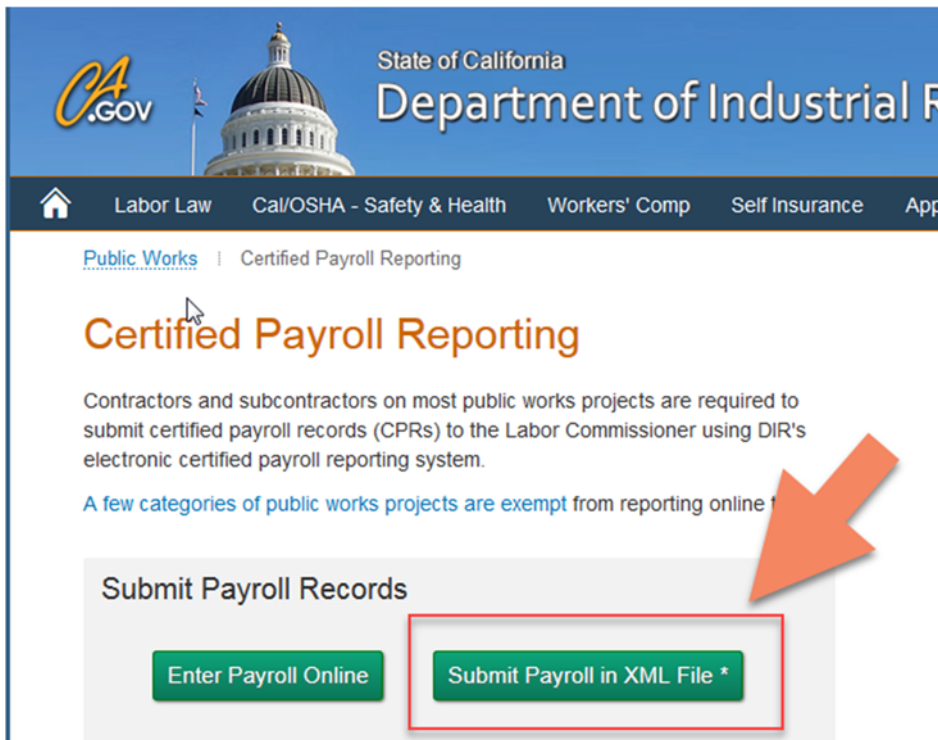 CA
.GOV
State of California
Department of Industrial
Labor Law Cal/OSHA - Safety & Health Workers' Comp Self Insurance App
Public Works | Certified Payroll Reporting
Certified Payroll Reporting
Contractors and subcontractors on most public works projects are required to
submit certified payroll records (CPRs) to the Labor Commissioner using DIR's
electronic certified payroll reporting system.
A few categories of public works projects are exempt from reporting online
Submit Payroll Records
Enter Payroll Online Submit Payroll in XML File *